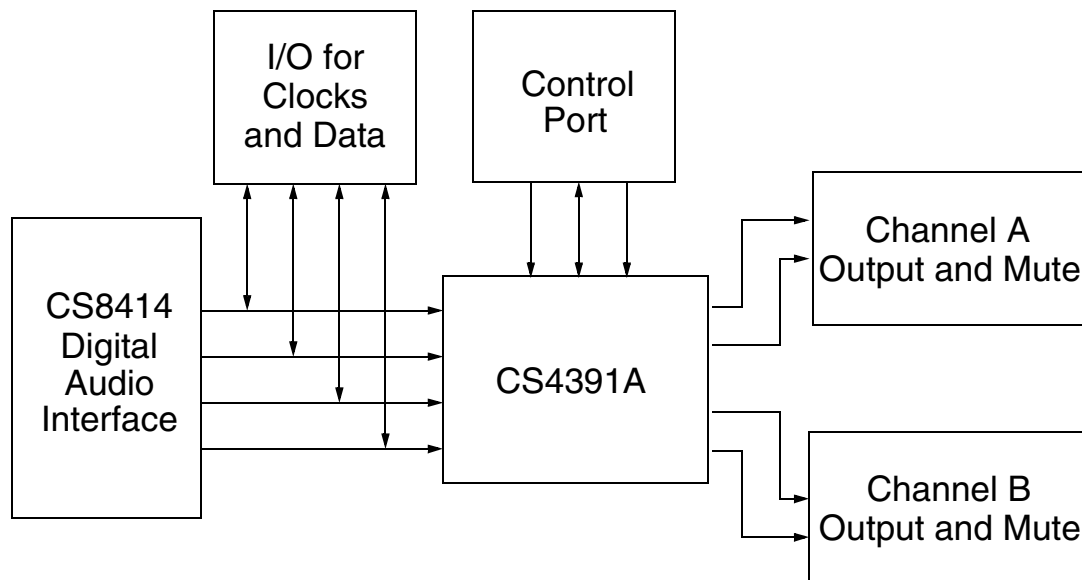 I/O for
Clocks
and Data
Control
Port
Channel A
Output and Mute
CS8414
Digital
Audio
Interface
CS4391A
Channel B
Output and Mute